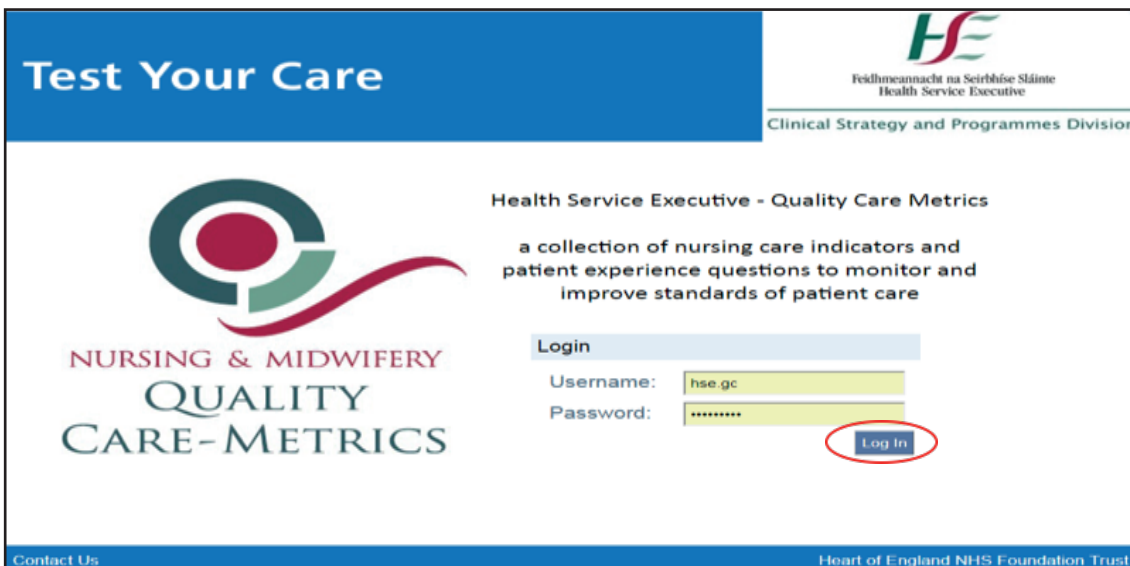 Test Your Care
HSE
Feidhmeannacht na Seirbhíse Sláinte
Health Service Executive
Clinical Strategy and Programmes Division
Health Service Executive - Quality Care Metrics
a collection of nursing care indicators and
patient experience questions to monitor and
improve standards of patient care
NURSING & MIDWIFERY
QUALITY
CARE-METRICS
Login
Username: hse.gc
Password: •••••••••
Log In
Contact Us
Heart of England NHS Foundation Trust